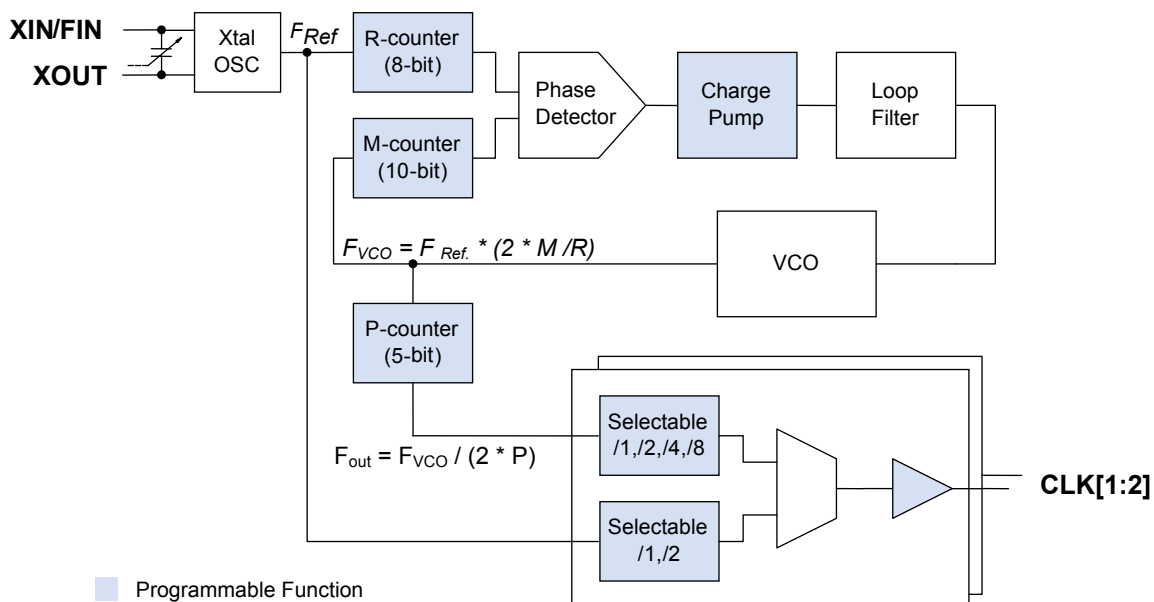 XIN/FIN
XOUT
Xtal
OSC
FRef
R-counter
(8-bit)
M-counter
(10-bit)
Phase
Detector
Charge
Pump
Loop
Filter
FVCO = F Ref. * (2 * M /R)
VCO
P-counter
(5-bit)
Fout = FVCO / (2 * P)
Selectable
/1,/2,/4,/8
Selectable
/1,/2
CLK[1:2]
Programmable Function